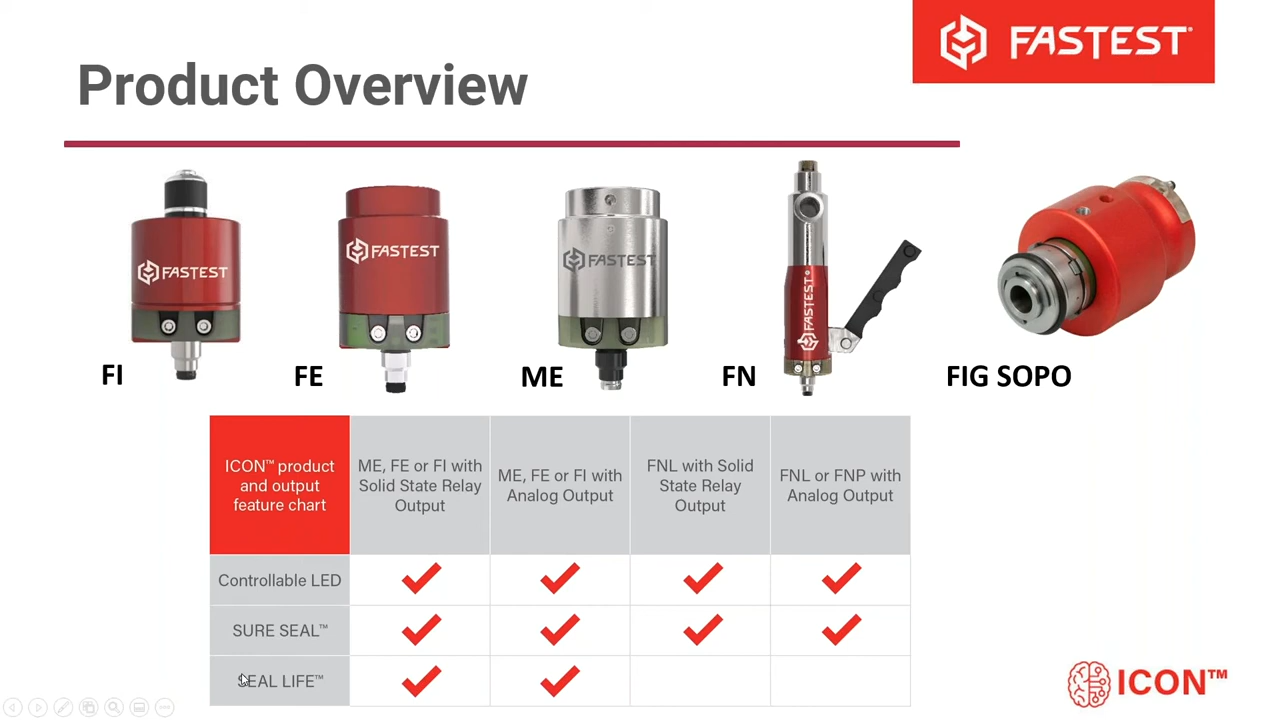 FASTEST
Product Overview
FASTEST
FASTEST
FASTEST
FASTEST
FI
FE
ME
FN
FIG SOPO
ICON™ product
and output
feature chart
ME, FE or FI with
Solid State Relay
Output
ME, FE or FI with
Analog Output
FNL with Solid
State Relay
Output
FNL or FNP with
Analog Output
Controllable LED
SURE SEAL™
SEAL LIFE™
ICON™